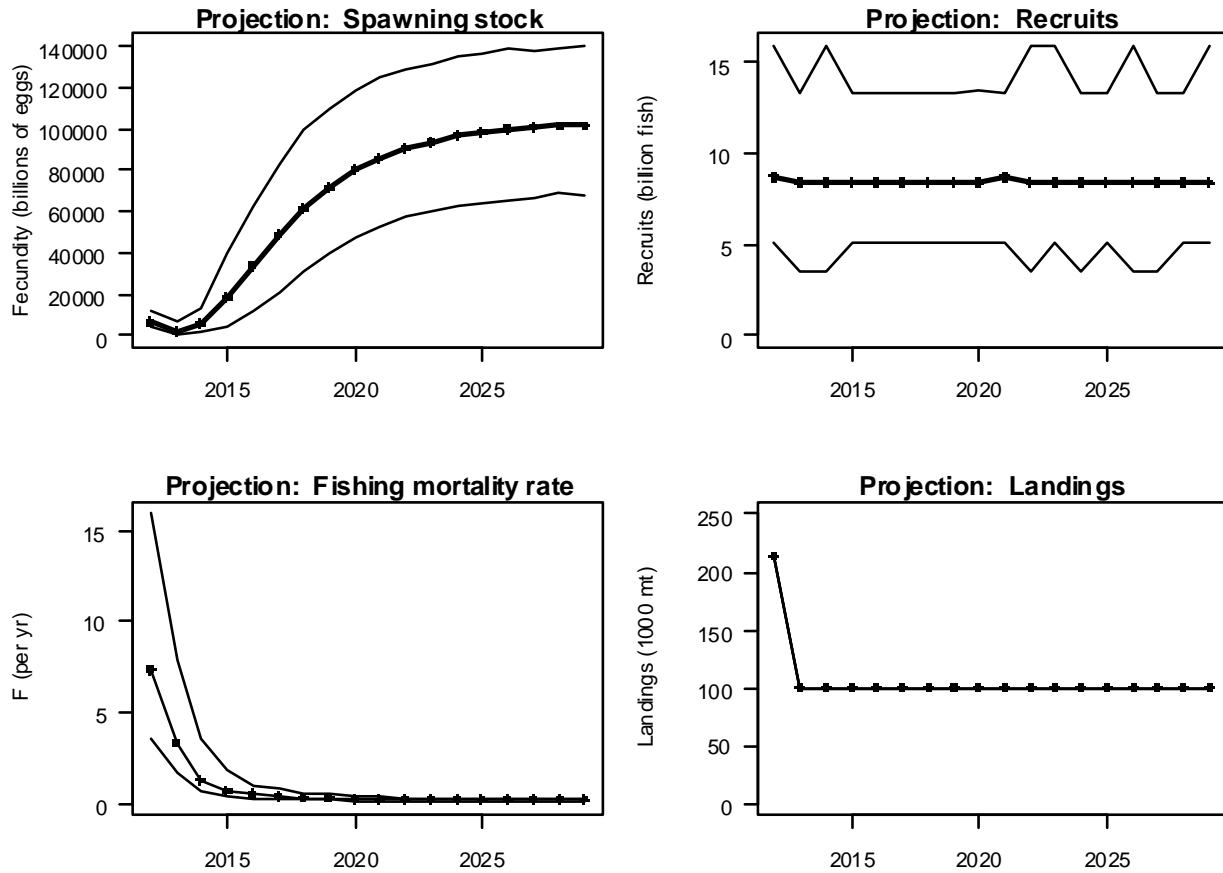 Projection: Spawning stock
Fecundity (billions of eggs)
140000
120000
100000
80000
60000
40000
20000
0
2015 2020 2025
Projection: Recruits
Recruits (billion fish)
15
10
5
0
2015 2020 2025
Projection: Fishing mortality rate
F (per yr)
15
10
5
0
2015 2020 2025
Projection: Landings
Landings (1000 mt)
250
200
150
100
50
0
2015 2020 2025